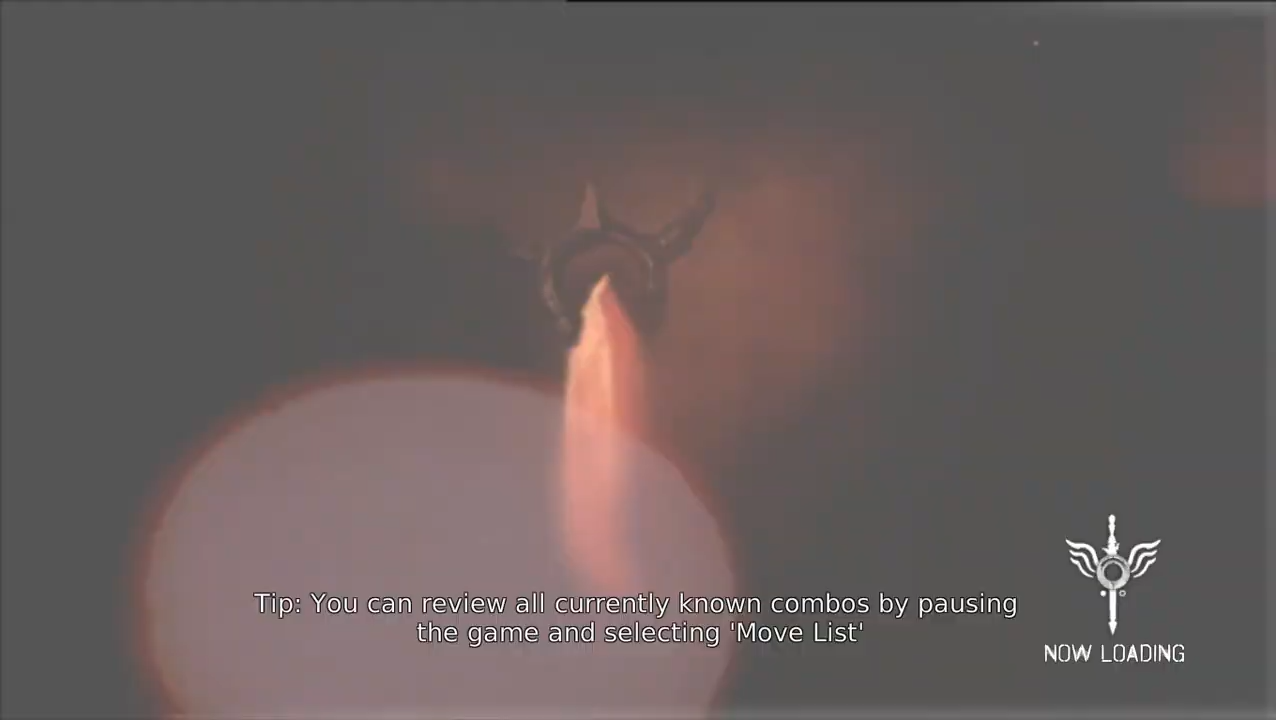 Tip: You can review all currently known combos by pausing
the game and selecting 'Move List'
NOW LOADING